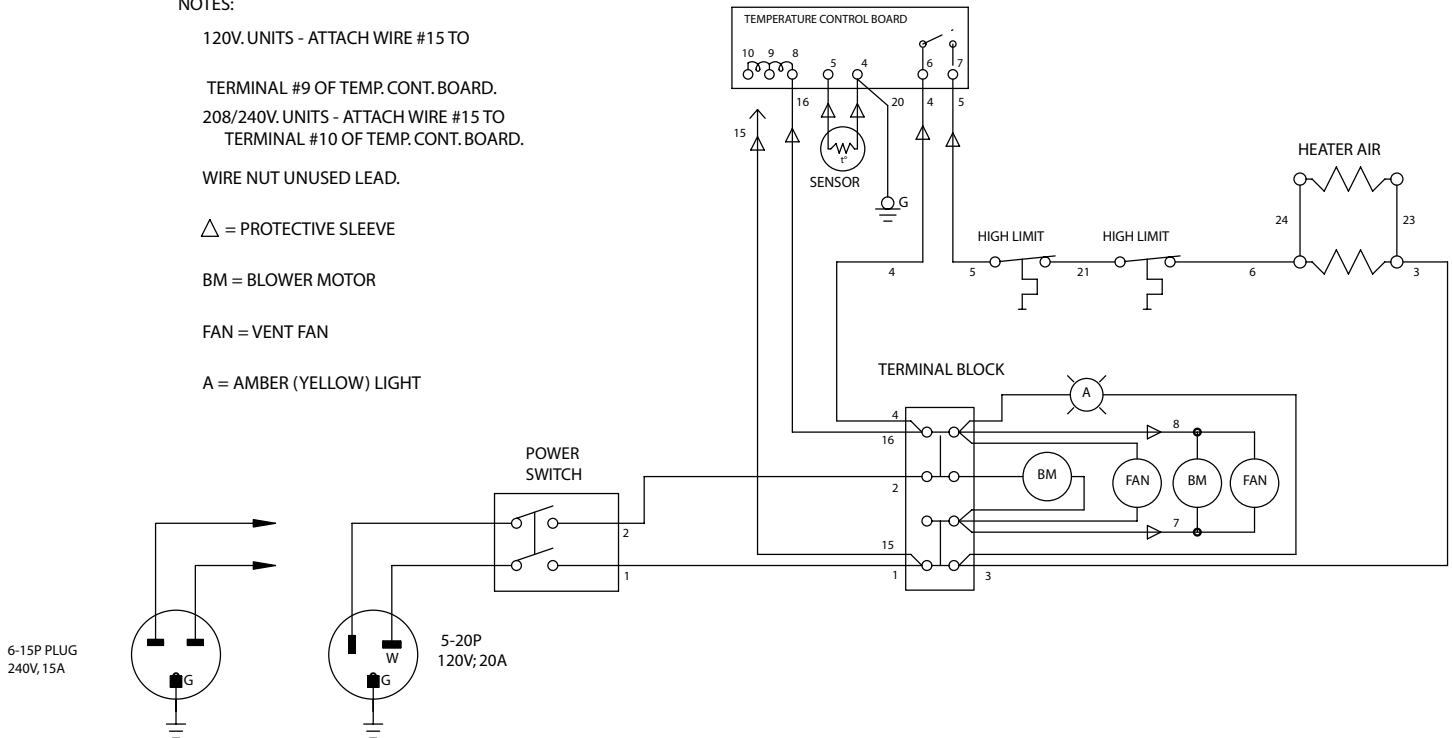 NOTES:
120V. UNITS - ATTACH WIRE #15 TO
TERMINAL #9 OF TEMP. CONT. BOARD.
208/240V. UNITS - ATTACH WIRE #15 TO
TERMINAL #10 OF TEMP. CONT. BOARD.
WIRE NUT UNUSED LEAD.
= PROTECTIVE SLEEVE
BM = BLOWER MOTOR
FAN = VENT FAN
A = AMBER (YELLOW) LIGHT
TEMPERATURE CONTROL BOARD
10 9 8 5 4 6 7
16 20 4 5
15
t°
SENSOR
G
HEATER AIR
24 23
HIGH LIMIT HIGH LIMIT
4 5 21 6 3
TERMINAL BLOCK
A
4 8
16
POWER
SWITCH
BM FAN BM FAN
2
2 7
15
1 1 3
6-15P PLUG
240V, 15A
G
W
G
5-20P
120V; 20A